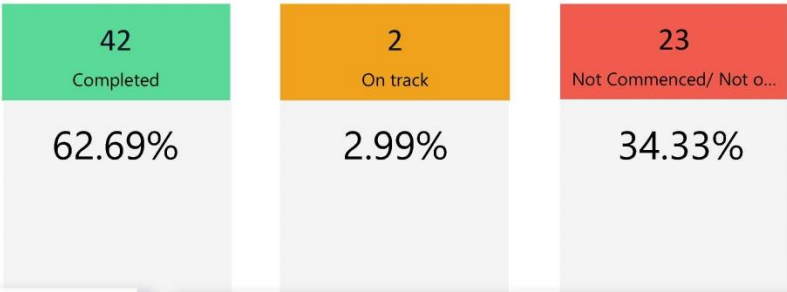 42
Completed
62.69%
2
On track
2.99%
23
Not Commenced/ Not o...
34.33%